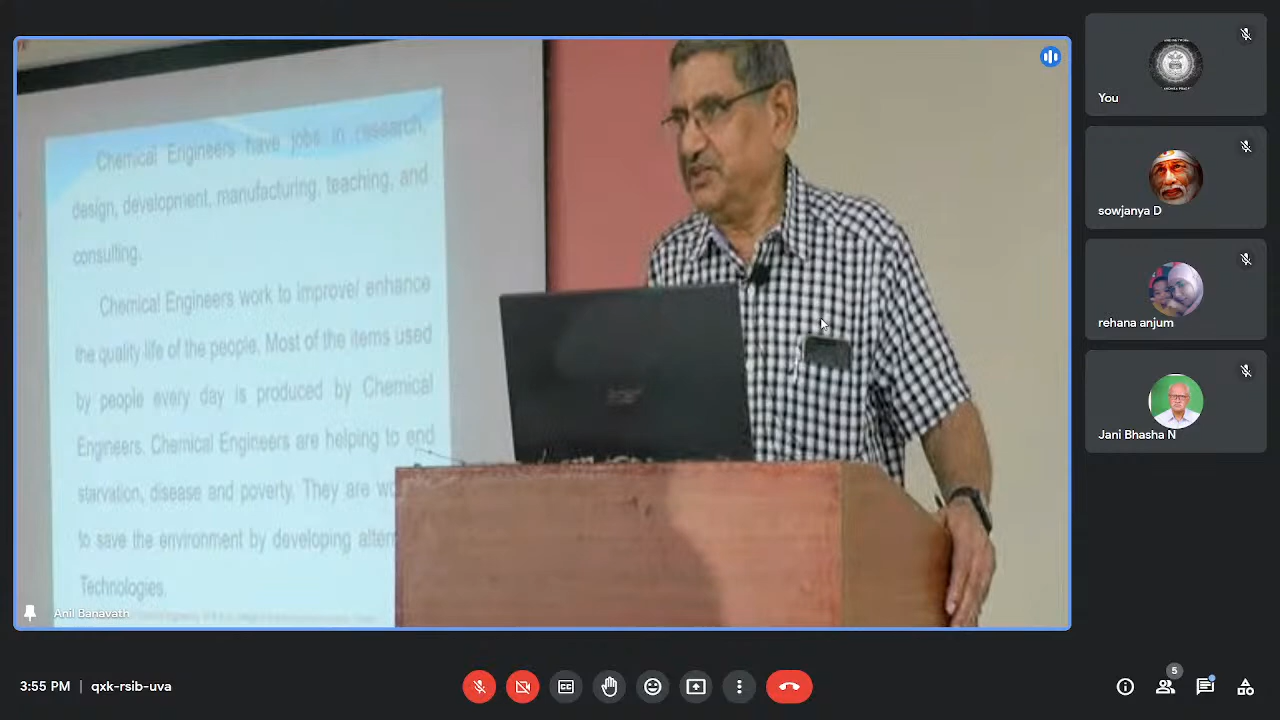 Chemical Engineers have jobs in research,
design, development, manufacturing, teaching, and
consulting.
Chemical Engineers work to improve/ enhance
the quality life of the people. Most of the items used
by people every day is produced by Chemical
Engineers. Chemical Engineers are helping to end
starvation, disease and poverty. They are
to save the environment by developing
Technologies.
Anil Banavath
acer
You
sowjanya D
rehana anjum
Jani Bhasha N
3:55 PM | qxk-rsib-uva
5